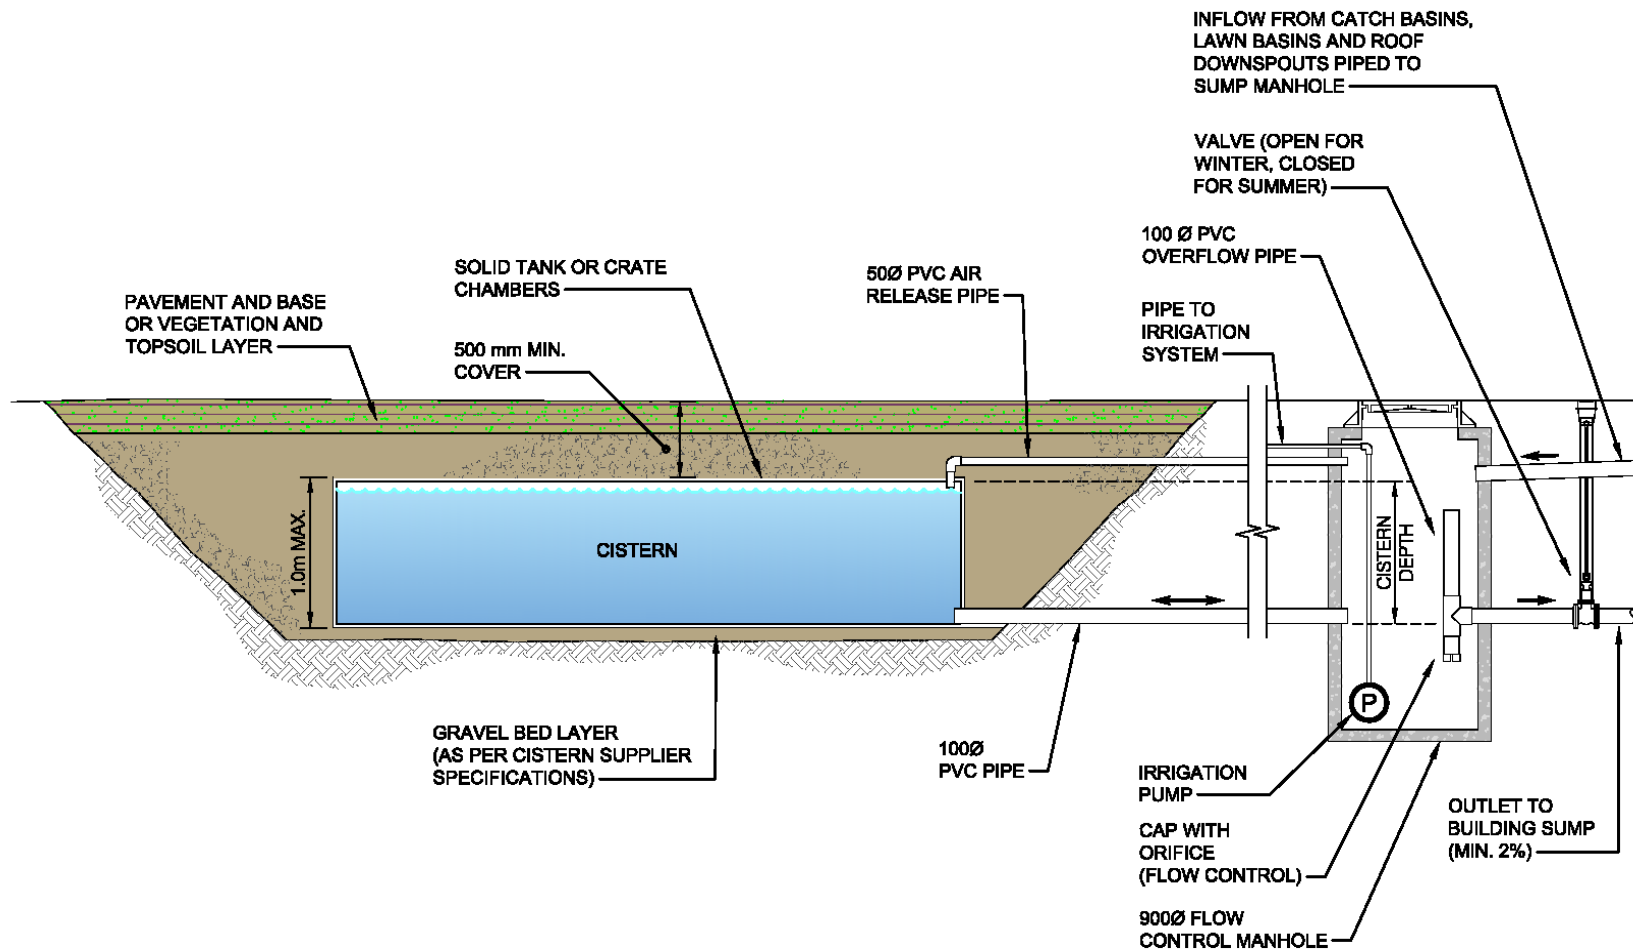 INFLOW FROM CATCH BASINS,
LAWN BASINS AND ROOF
DOWNSPOUTS PIPED TO
SUMP MANHOLE
VALVE (OPEN FOR
WINTER, CLOSED
FOR SUMMER)
100 Ø PVC
OVERFLOW PIPE
SOLID TANK OR CRATE
CHAMBERS
50Ø PVC AIR
RELEASE PIPE
PAVEMENT AND BASE
OR VEGETATION AND
TOPSOIL LAYER
500 mm MIN.
COVER
PIPE TO
IRRIGATION
SYSTEM
1.0m MAX.
CISTERN
CISTERN
DEPTH
P
GRAVEL BED LAYER
(AS PER CISTERN SUPPLIER
SPECIFICATIONS)
100Ø
PVC PIPE
IRRIGATION
PUMP
CAP WITH
ORIFICE
(FLOW CONTROL)
OUTLET TO
BUILDING SUMP
(MIN. 2%)
900Ø FLOW
CONTROL MANHOLE